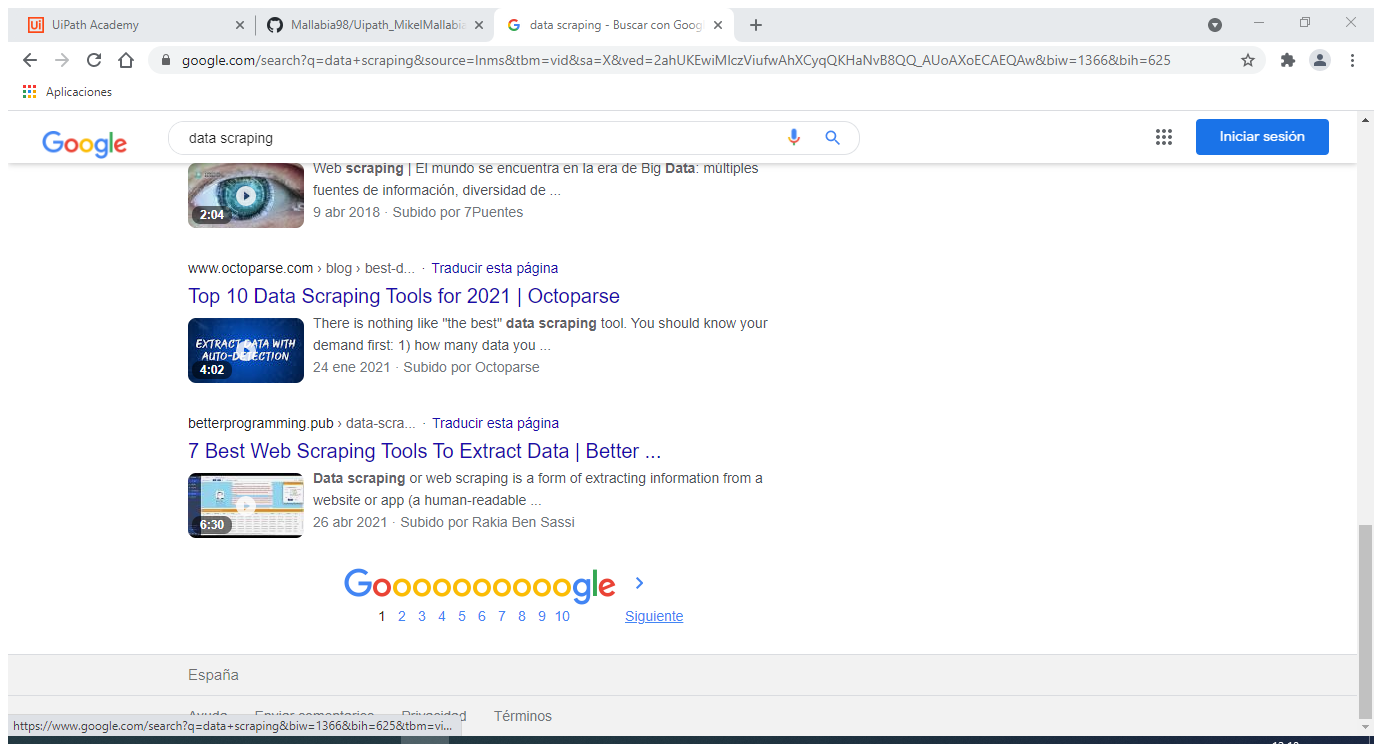 UiPath Academy
Mallabia98/Uipath_MikelMallabia
data scraping - Buscar con Goog
google.com/search?q=data+scraping&source=lnms&tbm=vid&sa=X&ved=2ahUKEwiMlczViufwAhXCyqQKHaNvB8QQ_AUoAXoECAEQAw&biw=1366&bih=625
Aplicaciones
Google
data scraping
Iniciar sesión
Web scraping | El mundo se encuentra en la era de Big Data: múltiples
fuentes de información, diversidad de ...
2:04
9 abr 2018 · Subido por 7Puentes
www.octoparse.com › blog › best-d... · Traducir esta página
Top 10 Data Scraping Tools for 2021 | Octoparse
EXTRACT DATA WITH
AUTO-DETECTION
4:02
There is nothing like "the best" data scraping tool. You should know your
demand first: 1) how many data you ...
24 ene 2021 · Subido por Octoparse
betterprogramming.pub › data-scra... · Traducir esta página
7 Best Web Scraping Tools To Extract Data | Better ...
6:30
Data scraping or web scraping is a form of extracting information from a
website or app (a human-readable ...
26 abr 2021 · Subido por Rakia Ben Sassi
Goooooooooogle >
1 2 3 4 5 6 7 8 9 10 Siguiente
España
Ayuda Enviar comentarios Privacidad Términos
https://www.google.com/search?q=data+scraping&biw=1366&bih=625&tbm=vi...